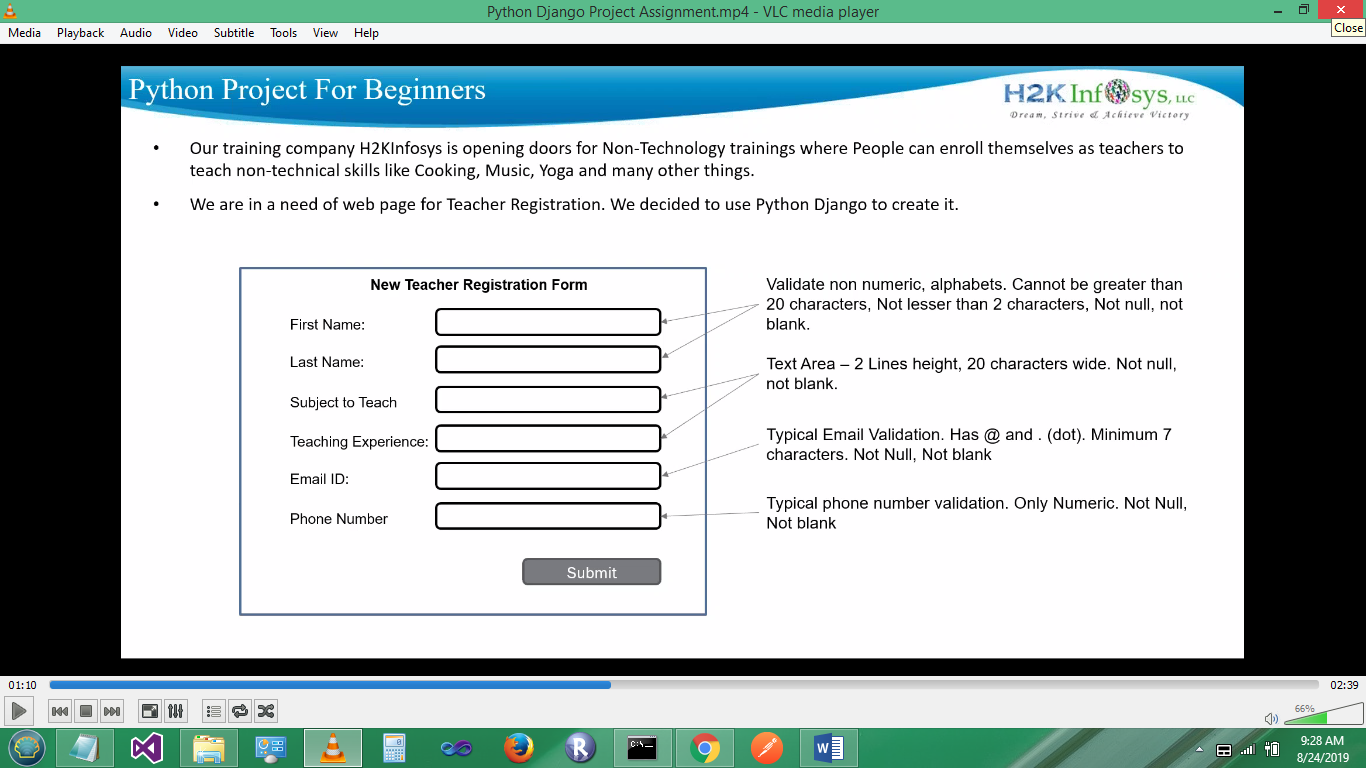 Python Django Project Assignment.mp4 - VLC media player
Close
Media Playback Audio Video Subtitle Tools View Help
Python Project For Beginners
H2K Infosys, LLC
Dream, Strive & Achieve Victory
• Our training company H2KInfosys is opening doors for Non-Technology trainings where People can enroll themselves as teachers to
teach non-technical skills like Cooking, Music, Yoga and many other things.
• We are in a need of web page for Teacher Registration. We decided to use Python Django to create it.
New Teacher Registration Form
First Name:
Last Name:
Subject to Teach
Teaching Experience:
Email ID:
Phone Number
Submit
Validate non numeric, alphabets. Cannot be greater than
20 characters, Not lesser than 2 characters, Not null, not
blank.
Text Area – 2 Lines height, 20 characters wide. Not null,
not blank.
Typical Email Validation. Has @ and . (dot). Minimum 7
characters. Not Null, Not blank
Typical phone number validation. Only Numeric. Not Null,
Not blank
01:10
02:39
66%
C:\_
R
W
9:28 AM
8/24/2019